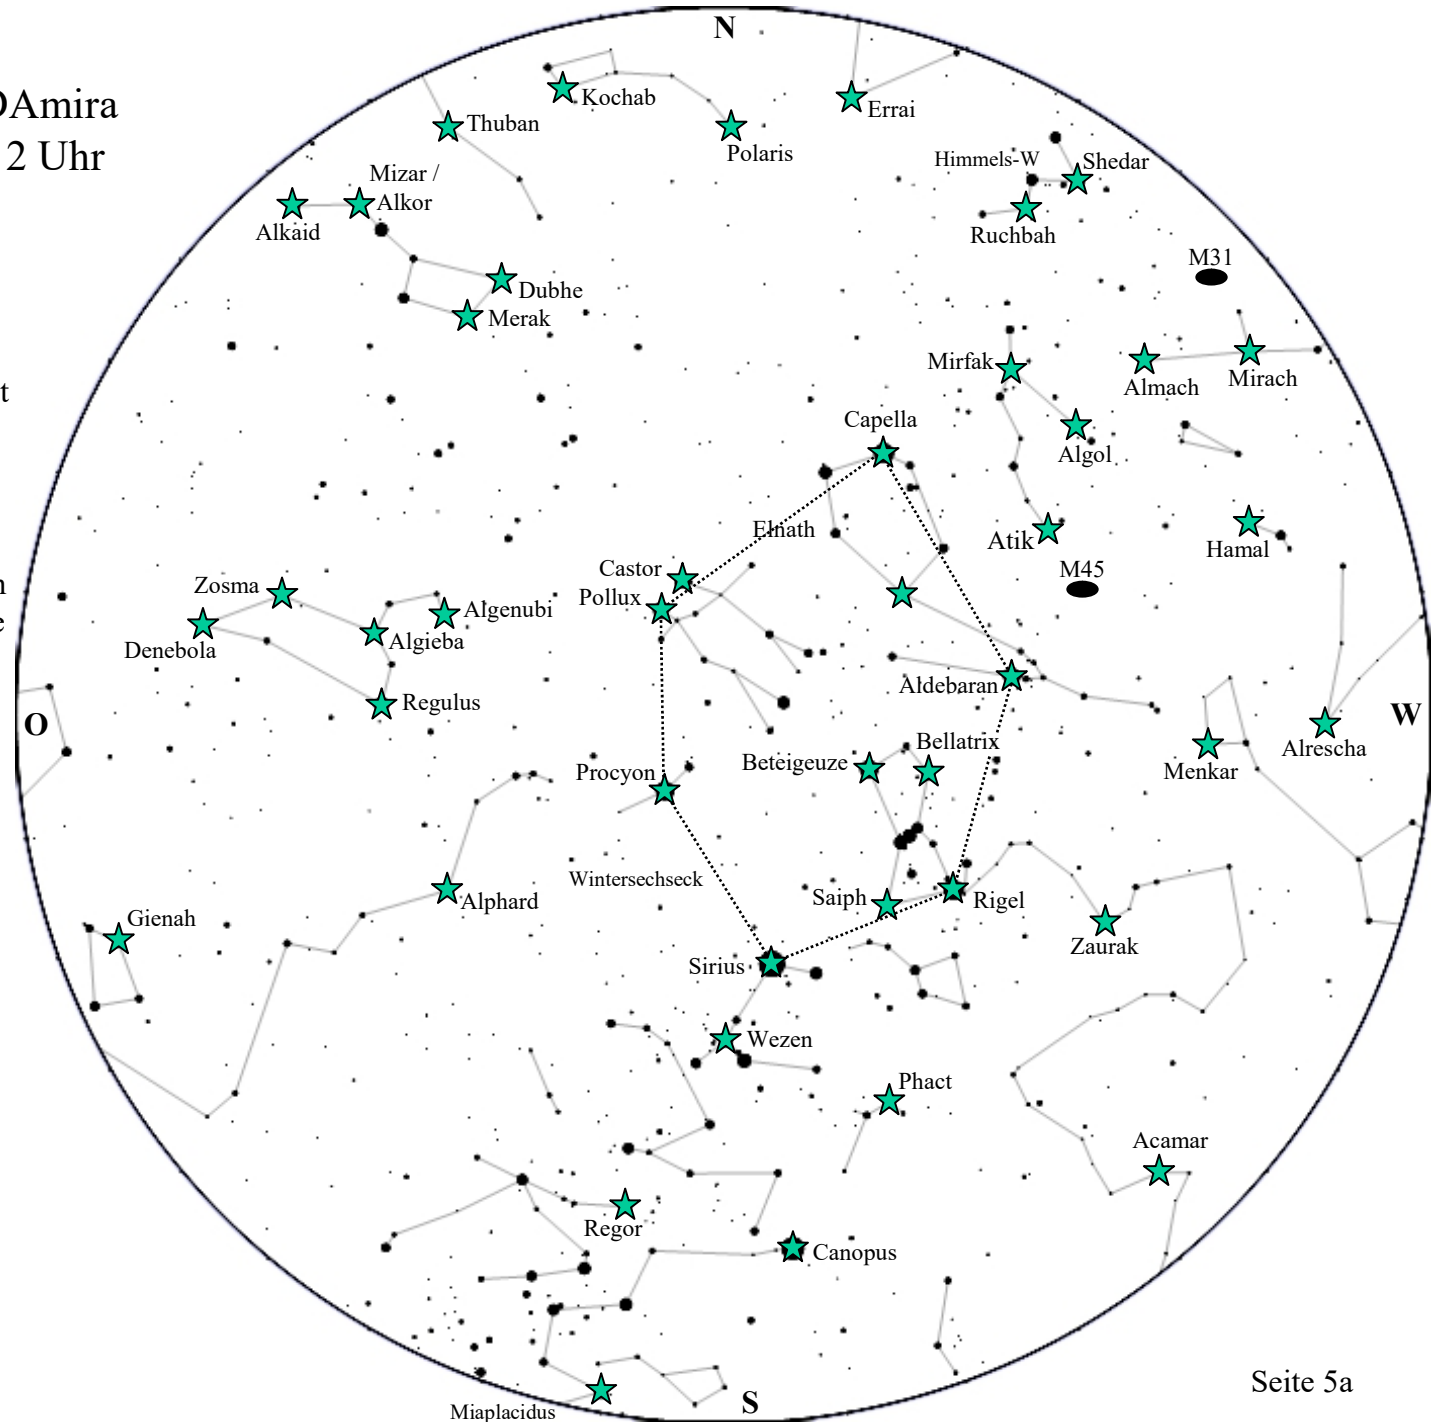 N
DAmira
2 Uhr
Kochab
Errai
Thuban
Polaris
Himmels-W
Shedar
Mizar /
Alkor
Alkaid
Ruchbah
M31
Dubhe
Merak
Mirfak
Almach
Mirach
t
Capella
Algol
Elnath
Atik
Hamal
Castor
M45
n
Zosma
Pollux
Algenubi
e
Denebola
Algieba
Aldebaran
Regulus
O
W
Bellatrix
Alrescha
Beteigeuze
Menkar
Procyon
Wintersechseck
Alphard
Saiph
Rigel
Gienah
Zaurak
Sirius
Wezen
Phact
Acamar
Regor
Canopus
Seite 5a
S
Miaplacidus